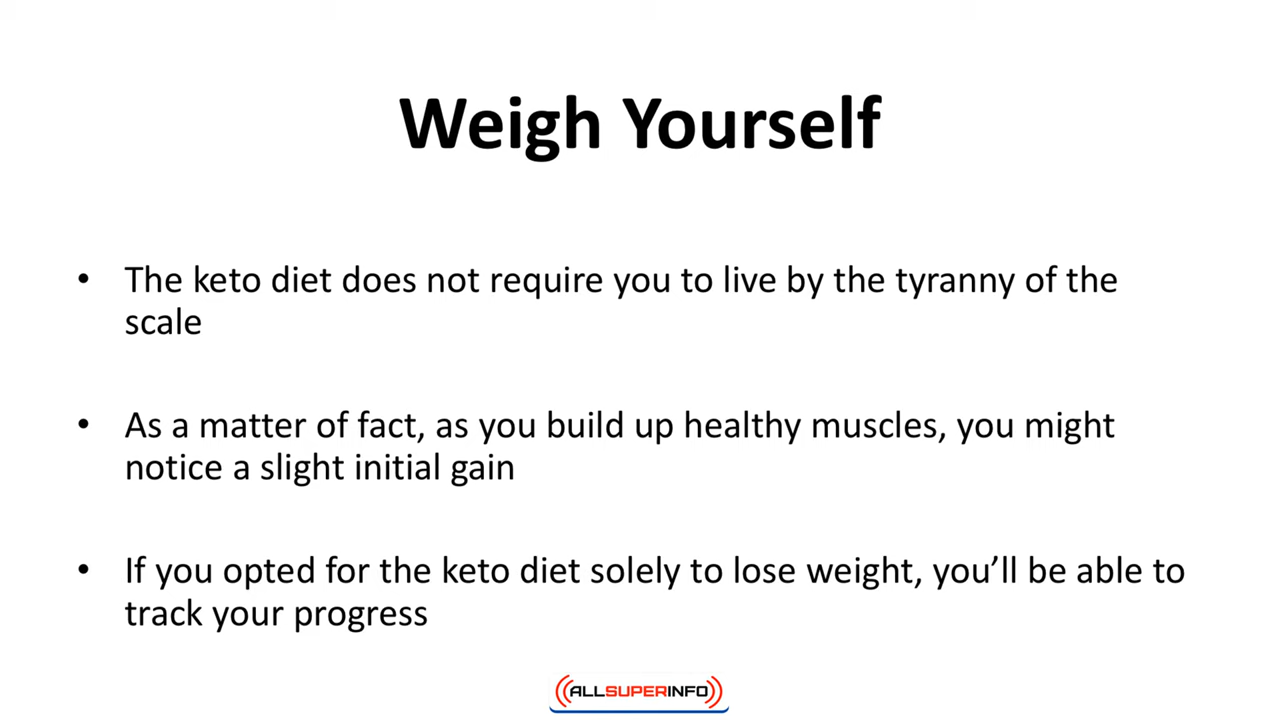 Weigh Yourself
• The keto diet does not require you to live by the tyranny of the
scale
• As a matter of fact, as you build up healthy muscles, you might
notice a slight initial gain
• If you opted for the keto diet solely to lose weight, you’ll be able to
track your progress
ALLSUPERINFO